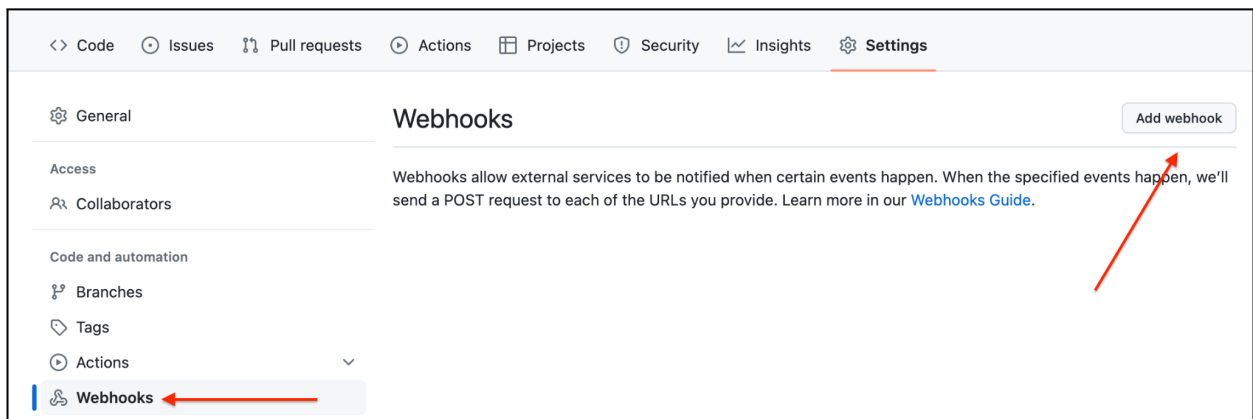 Code Issues Pull requests Actions Projects Security Insights Settings
General
Access
Collaborators
Code and automation
Branches
Tags
Actions
Webhooks
Webhooks
Add webhook
Webhooks allow external services to be notified when certain events happen. When the specified events happen, we’ll
send a POST request to each of the URLs you provide. Learn more in our Webhooks Guide.